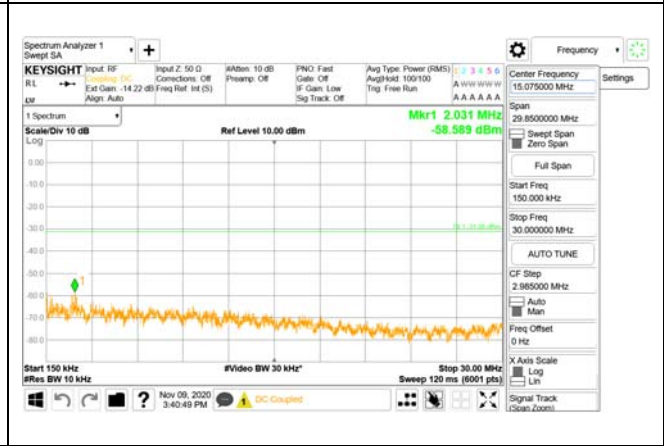 Spectrum Analyzer 1
Swept SA
+
Frequency
KEYSIGHT
RL
Input: RF
Coupling: DC
Ext Gain: -14.22 dB
Align: Auto
Input Z: 50 Ω
Corrections: Off
Freq Ref: Int (S)
#Atten: 10 dB
Preamp: Off
PNO: Fast
Gate: Off
IF Gain: Low
Sig Track: Off
Avg Type: Power (RMS)
Avg|Hold: 100/100
Trig: Free Run
1 2 3 4 5 6
A W W W W W
A A A A A A
1 Spectrum
Scale/Div 10 dB
Log
Ref Level 10.00 dBm
Mkr1 2.031 MHz
-58.589 dBm
0.00
-10.0
-20.0
-30.0
-40.0
-50.0
-60.0
-70.0
-80.0
1
Start 150 kHz
#Res BW 10 kHz
#Video BW 30 kHz*
Stop 30.00 MHz
Sweep 120 ms (6001 pts)
?
Nov 09, 2020
3:40:49 PM
DC Coupled
Center Frequency
15.075000 MHz
Settings
Span
29.8500000 MHz
Swept Span
Zero Span
Full Span
Start Freq
150.000 kHz
Stop Freq
30.000000 MHz
AUTO TUNE
CF Step
2.985000 MHz
Auto
Man
Freq Offset
0 Hz
X Axis Scale
Log
Lin
Signal Track
(Span Zoom)